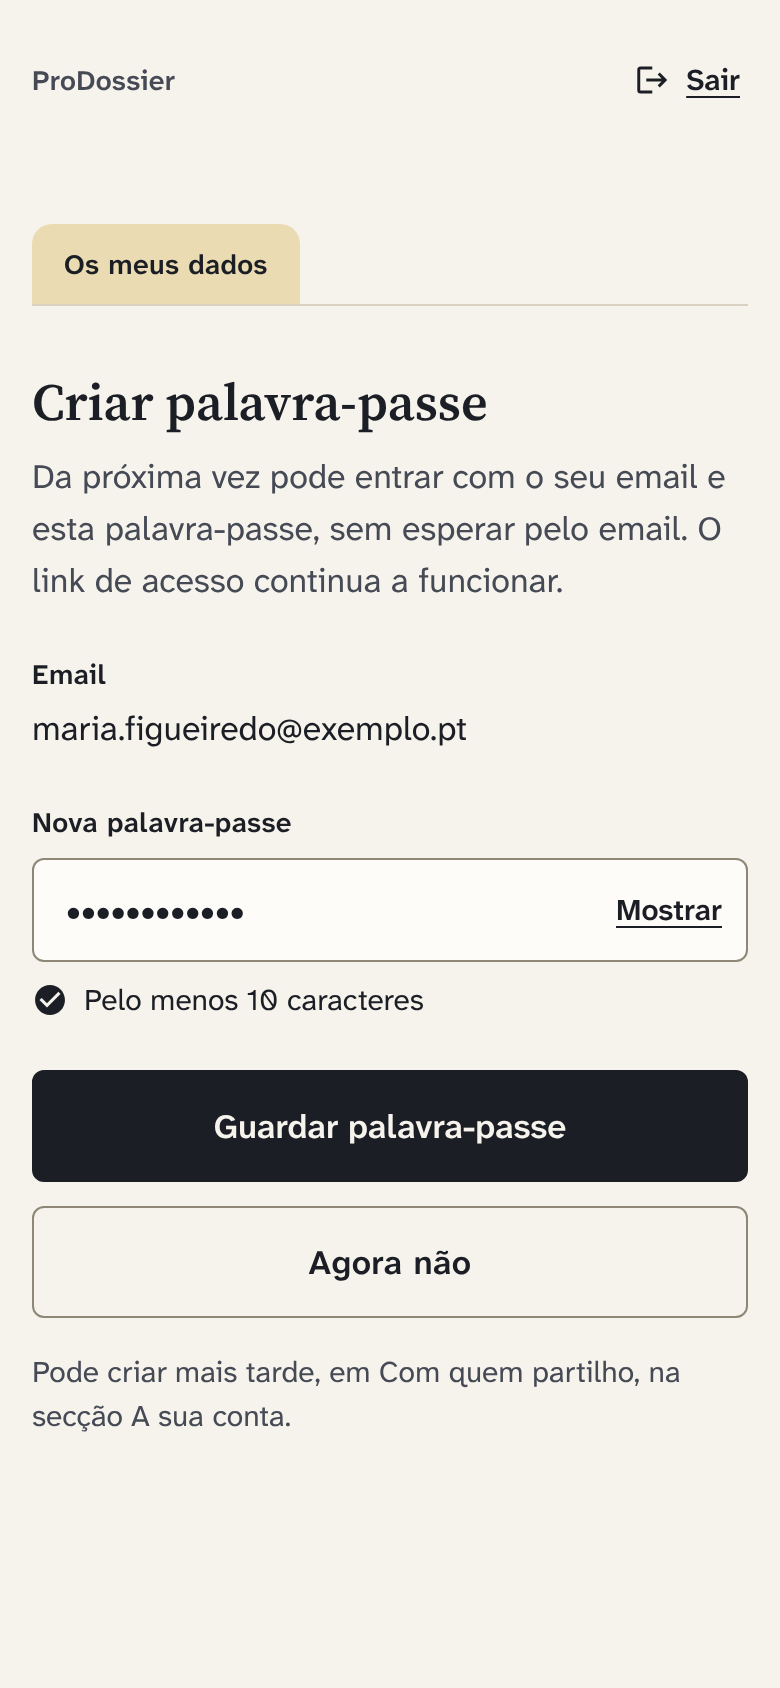 ProDossier
Sair
Os meus dados
Criar palavra-passe
Da próxima vez pode entrar com o seu email e
esta palavra-passe, sem esperar pelo email. O
link de acesso continua a funcionar.
Email
maria.figueiredo@exemplo.pt
Nova palavra-passe
•••••••••••• Mostrar
Pelo menos 10 caracteres
Guardar palavra-passe
Agora não
Pode criar mais tarde, em Com quem partilho, na
secção A sua conta.